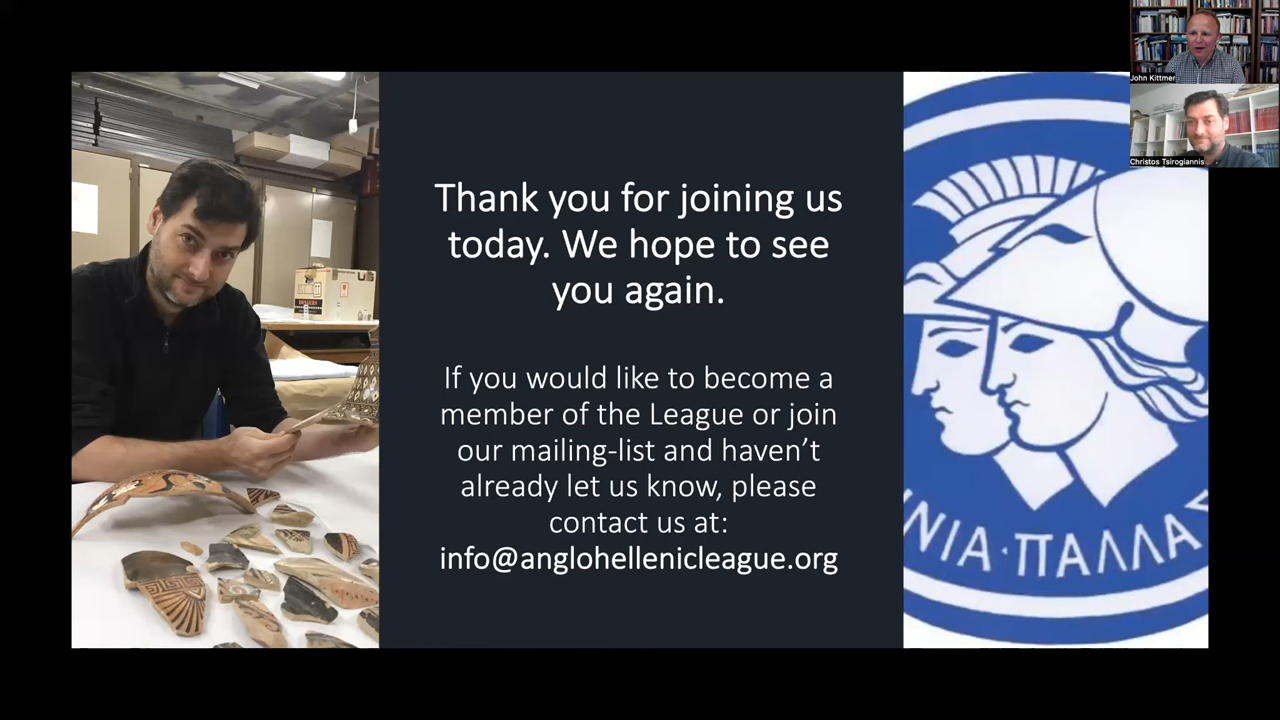 John Kittmer
Christos Tsirogiannis
Thank you for joining us
today. We hope to see
you again.
If you would like to become a
member of the League or join
our mailing-list and haven’t
already let us know, please
contact us at:
info@anglohellenicleague.org
ΝΙΑ·ΠΑΛΛΑΣ